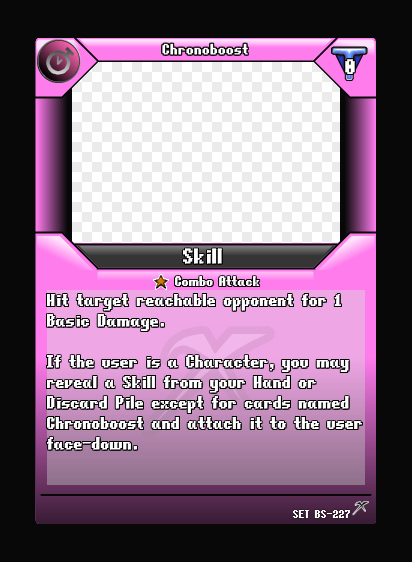 Chronoboost
0
Skill
Combo Attack
Hit target reachable opponent for 1
Basic Damage.
If the user is a Character, you may
reveal a Skill from your Hand or
Discard Pile except for cards named
Chronoboost and attach it to the user
face-down.
SET BS-227